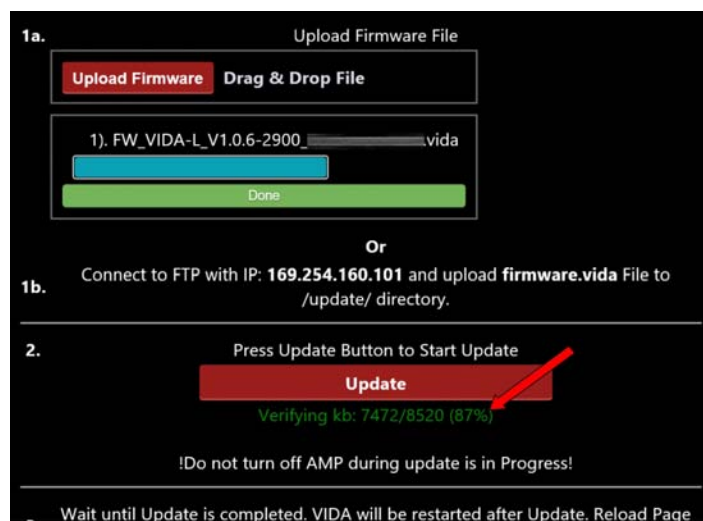 1a. Upload Firmware File
Upload Firmware Drag & Drop File
1). FW_VIDA-L_V1.0.6-2900_ .vida
Done
Or
1b. Connect to FTP with IP: 169.254.160.101 and upload firmware.vida File to
/update/ directory.
2. Press Update Button to Start Update
Update
Verifying kb: 7472/8520 (87%)
!Do not turn off AMP during update is in Progress!
Wait until Update is completed. VIDA will be restarted after Update. Reload Page